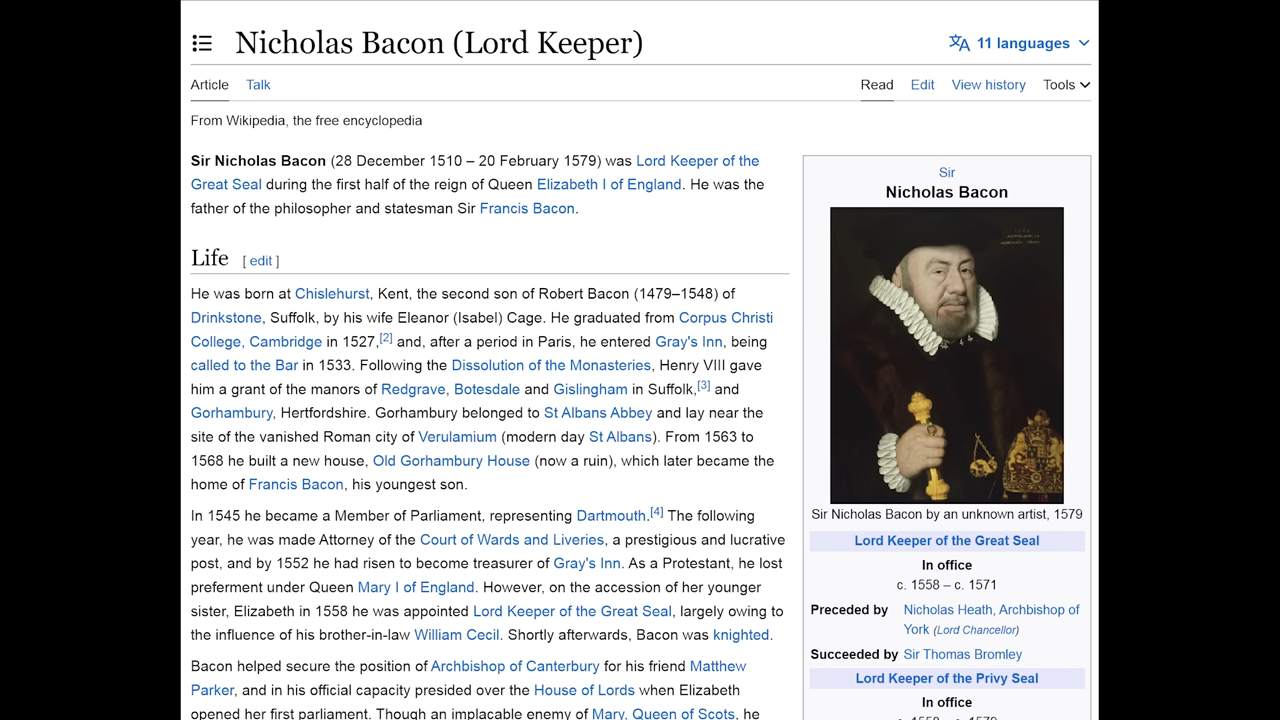 Nicholas Bacon (Lord Keeper)
11 languages
Article Talk
Read Edit View history Tools
From Wikipedia, the free encyclopedia
Sir Nicholas Bacon (28 December 1510 – 20 February 1579) was Lord Keeper of the
Great Seal during the first half of the reign of Queen Elizabeth I of England. He was the
father of the philosopher and statesman Sir Francis Bacon.
Life [ edit ]
He was born at Chislehurst, Kent, the second son of Robert Bacon (1479–1548) of
Drinkstone, Suffolk, by his wife Eleanor (Isabel) Cage. He graduated from Corpus Christi
College, Cambridge in 1527,[2] and, after a period in Paris, he entered Gray's Inn, being
called to the Bar in 1533. Following the Dissolution of the Monasteries, Henry VIII gave
him a grant of the manors of Redgrave, Botesdale and Gislingham in Suffolk,[3] and
Gorhambury, Hertfordshire. Gorhambury belonged to St Albans Abbey and lay near the
site of the vanished Roman city of Verulamium (modern day St Albans). From 1563 to
1568 he built a new house, Old Gorhambury House (now a ruin), which later became the
home of Francis Bacon, his youngest son.
In 1545 he became a Member of Parliament, representing Dartmouth.[4] The following
year, he was made Attorney of the Court of Wards and Liveries, a prestigious and lucrative
post, and by 1552 he had risen to become treasurer of Gray's Inn. As a Protestant, he lost
preferment under Queen Mary I of England. However, on the accession of her younger
sister, Elizabeth in 1558 he was appointed Lord Keeper of the Great Seal, largely owing to
the influence of his brother-in-law William Cecil. Shortly afterwards, Bacon was knighted.
Bacon helped secure the position of Archbishop of Canterbury for his friend Matthew
Parker, and in his official capacity presided over the House of Lords when Elizabeth
opened her first parliament. Though an implacable enemy of Mary, Queen of Scots, he
Sir
Nicholas Bacon
Sir Nicholas Bacon by an unknown artist, 1579
Lord Keeper of the Great Seal
In office
c. 1558 – c. 1571
Preceded by Nicholas Heath, Archbishop of
York (Lord Chancellor)
Succeeded by Sir Thomas Bromley
Lord Keeper of the Privy Seal
In office